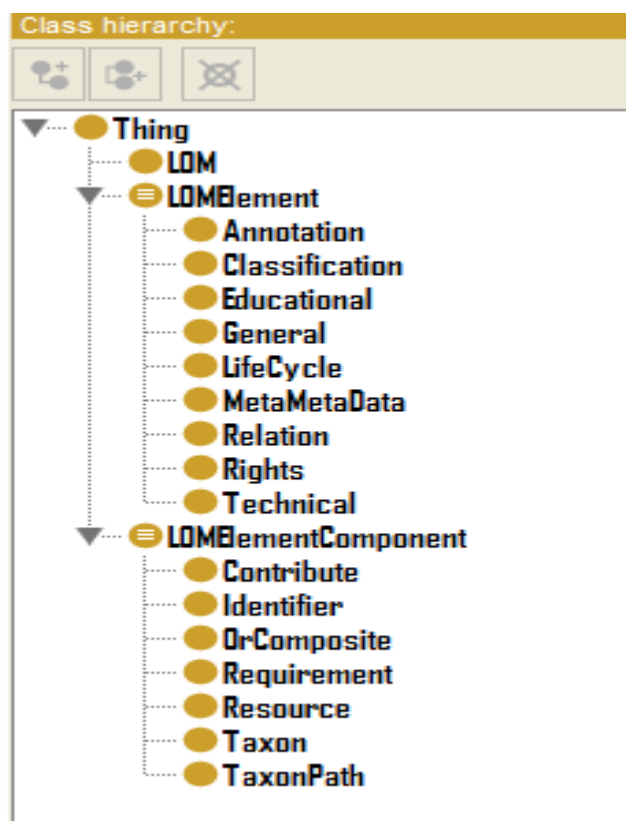 Class hierarchy:
Thing
LOM
LOMElement
Annotation
Classification
Educational
General
LifeCycle
MetaMetaData
Relation
Rights
Technical
LOMElementComponent
Contribute
Identifier
OrComposite
Requirement
Resource
Taxon
TaxonPath